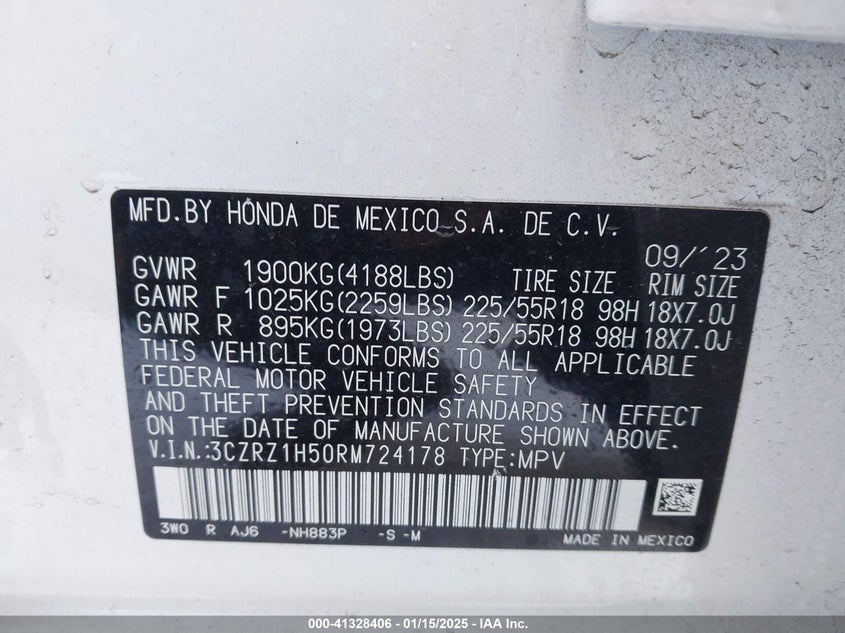 MFD.BY HONDA DE MEXICO S.A. DE C.V.
09/'23
GVWR 1900KG(4188LBS) TIRE SIZE RIM SIZE
GAWR F 1025KG(2259LBS) 225/55R18 98H 18X7.0J
GAWR R 895KG(1973LBS) 225/55R18 98H 18X7.0J
THIS VEHICLE CONFORMS TO ALL APPLICABLE
FEDERAL MOTOR VEHICLE SAFETY
AND THEFT PREVENTION STANDARDS IN EFFECT
ON THE DATE OF MANUFACTURE SHOWN ABOVE.
V.I.N.:3CZRZ1H50RM724178 TYPE:MPV
3WO R AJ6 -NH883P -S -M
MADE IN MEXICO
000-41328406 - 01/15/2025 - IAA Inc.